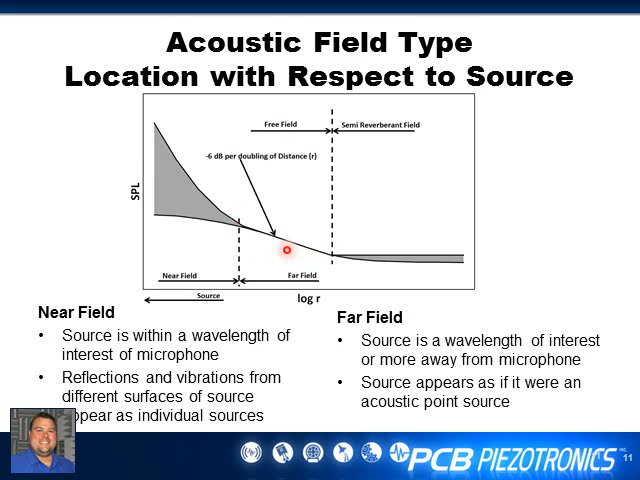 Acoustic Field Type
Location with Respect to Source
Free Field
Semi Reverberant Field
-6 dB per doubling of Distance (r)
SPL
Near Field
Far Field
Source
log r
Near Field
• Source is within a wavelength of
interest of microphone
• Reflections and vibrations from
different surfaces of source
appear as individual sources
Far Field
• Source is a wavelength of interest
or more away from microphone
• Source appears as if it were an
acoustic point source
PCB PIEZOTRONICS INC.
11